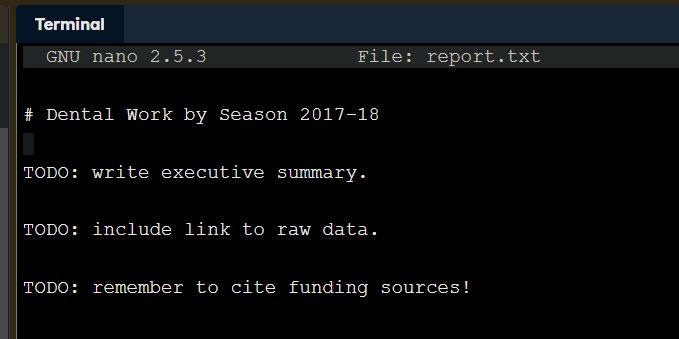 Terminal
GNU nano 2.5.3 File: report.txt
# Dental Work by Season 2017-18
TODO: write executive summary.
TODO: include link to raw data.
TODO: remember to cite funding sources!